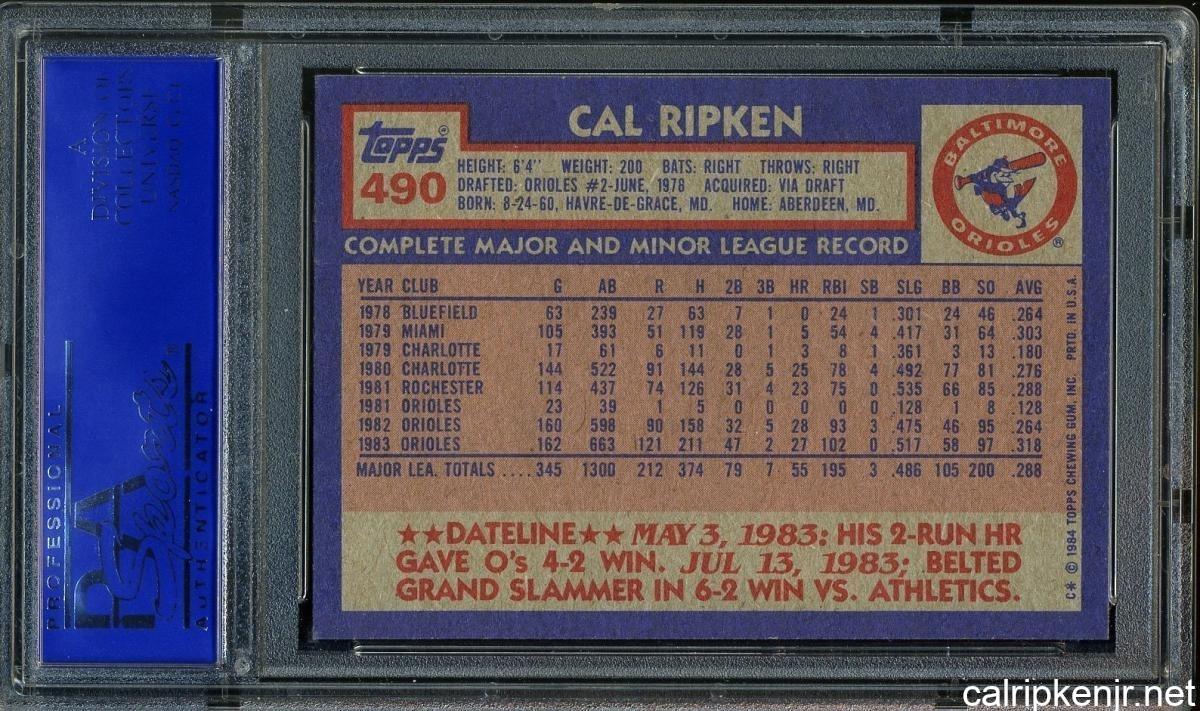 A
DIVISION OF
COLLECTORS
UNIVERSE
NASDAQ: CLCT
PROFESSIONAL
PSA
Sports
®
AUTHENTICATOR
CAL RIPKEN
TOPPS
490
HEIGHT: 6'4" WEIGHT: 200 BATS: RIGHT THROWS: RIGHT
DRAFTED: ORIOLES #2-JUNE, 1978 ACQUIRED: VIA DRAFT
BORN: 8-24-60, HAVRE-DE-GRACE, MD. HOME: ABERDEEN, MD.
BALTIMORE
ORIOLES ®
COMPLETE MAJOR AND MINOR LEAGUE RECORD
YEAR CLUB G AB R H 2B 3B HR RBI SB SLG BB SO AVG
1978 BLUEFIELD 63 239 27 63 7 1 0 24 1 .301 24 46 .264
1979 MIAMI 105 393 51 119 28 1 5 54 4 .417 31 64 .303
1979 CHARLOTTE 17 61 6 11 0 1 3 8 1 .361 3 13 .180
1980 CHARLOTTE 144 522 91 144 28 5 25 78 4 .492 77 81 .276
1981 ROCHESTER 114 437 74 126 31 4 23 75 0 .535 66 85 .288
1981 ORIOLES 23 39 1 5 0 0 0 0 0 .128 1 8 .128
1982 ORIOLES 160 598 90 158 32 5 28 93 3 .475 46 95 .264
1983 ORIOLES 162 663 121 211 47 2 27 102 0 .517 58 97 .318
MAJOR LEA. TOTALS ....345 1300 212 374 79 7 55 195 3 .486 105 200 .288
★★DATELINE★★ MAY 3, 1983: HIS 2-RUN HR
GAVE O's 4-2 WIN. JUL 13, 1983; BELTED
GRAND SLAMMER IN 6-2 WIN VS. ATHLETICS.
C* © 1984 TOPPS CHEWING GUM, INC. PRTD. IN U.S.A.
calripkenjr.net